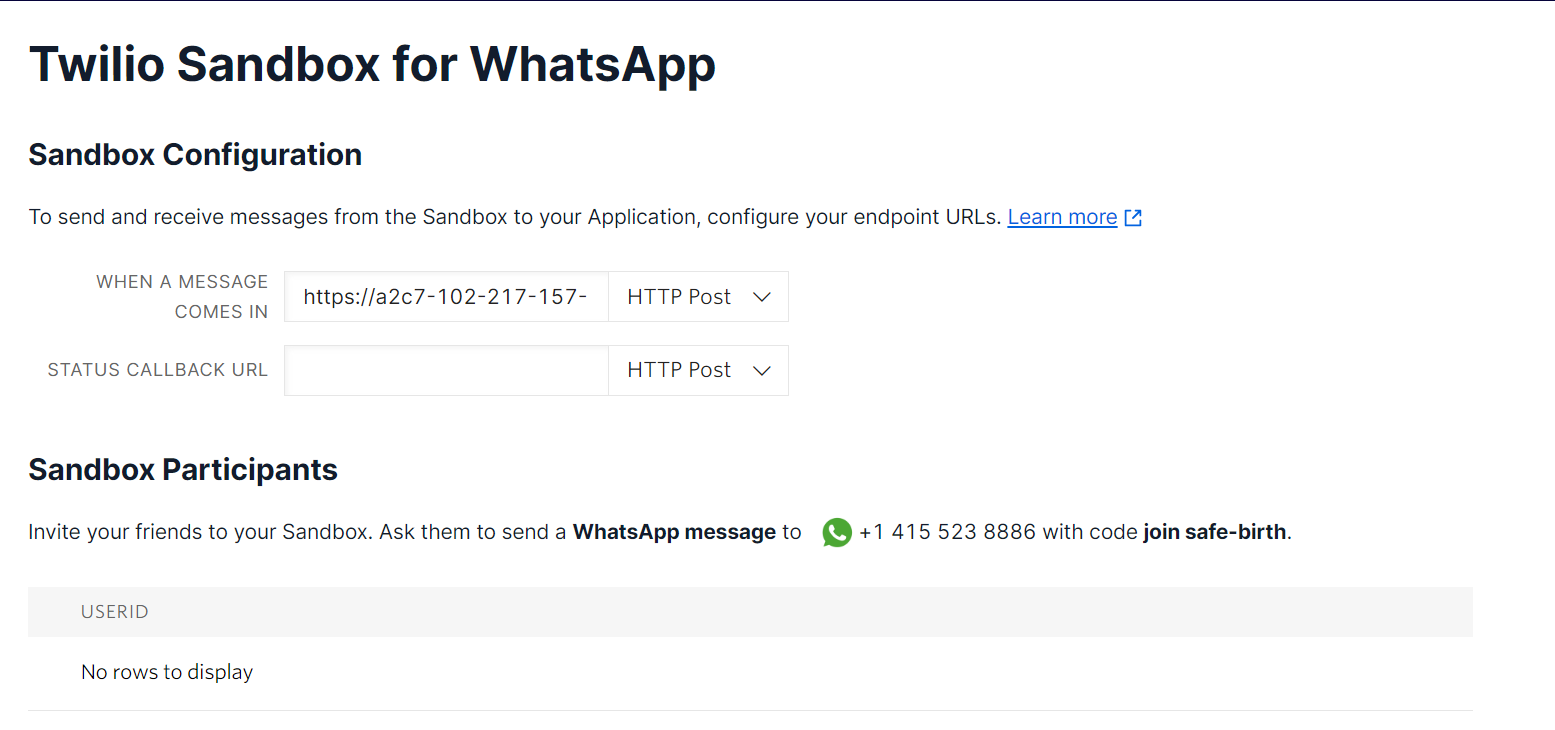 Twilio Sandbox for WhatsApp
Sandbox Configuration
To send and receive messages from the Sandbox to your Application, configure your endpoint URLs. Learn more
WHEN A MESSAGE
COMES IN
https://a2c7-102-217-157-
HTTP Post
STATUS CALLBACK URL
HTTP Post
Sandbox Participants
Invite your friends to your Sandbox. Ask them to send a WhatsApp message to +1 415 523 8886 with code join safe-birth.
USERID
No rows to display